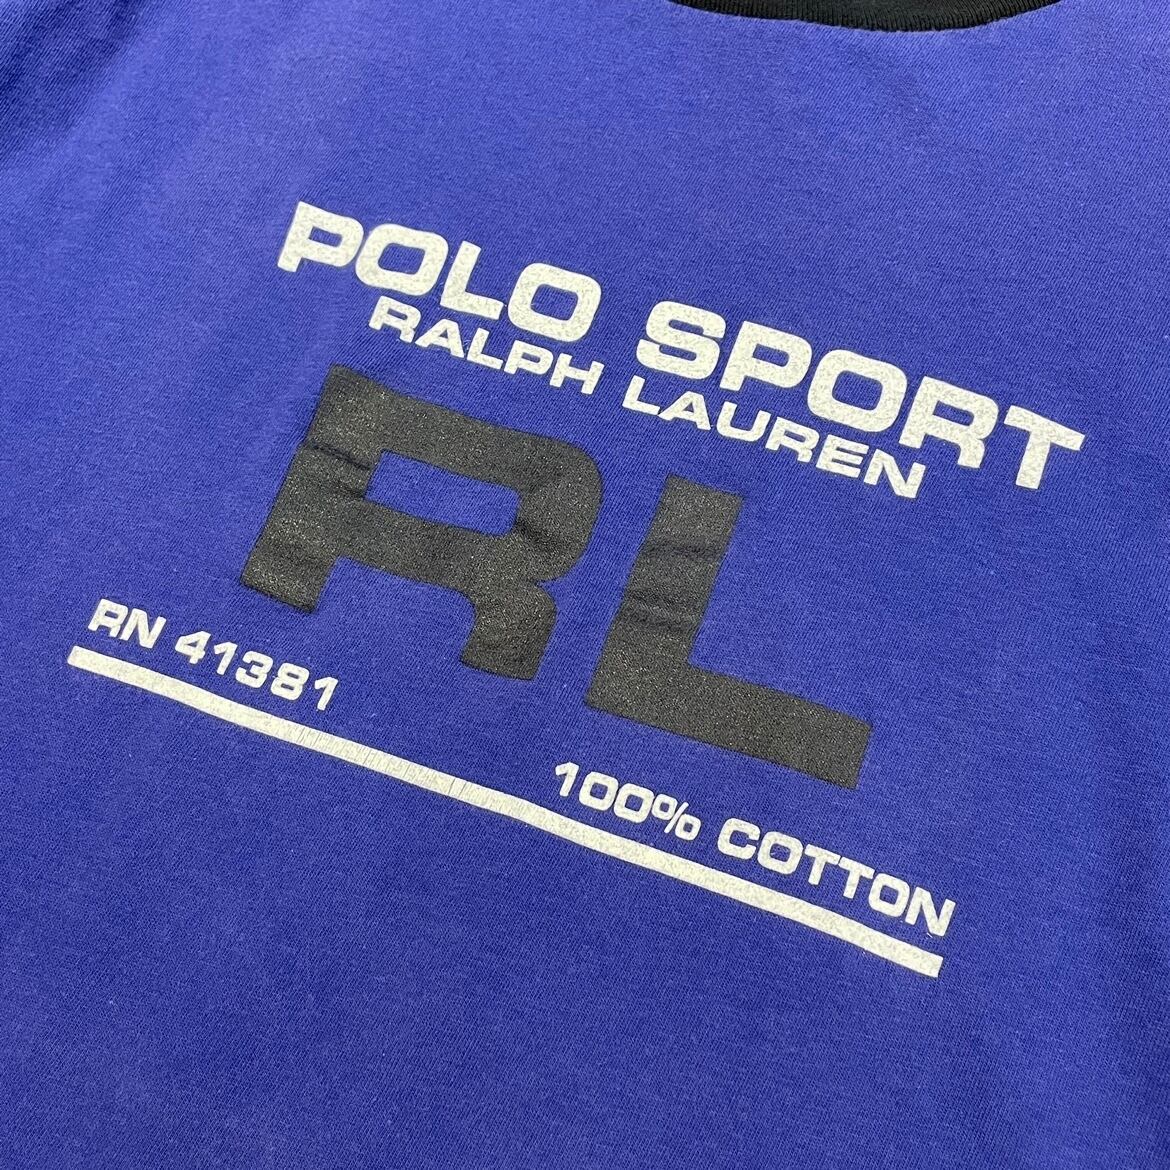 POLO SPORT
RALPH LAUREN
RL
RN 41381
100% COTTON